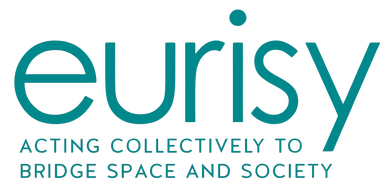 eurisy
ACTING COLLECTIVELY TO
BRIDGE SPACE AND SOCIETY